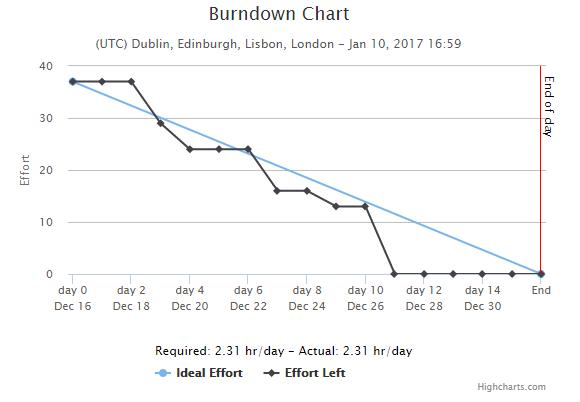 Burndown Chart
(UTC) Dublin, Edinburgh, Lisbon, London - Jan 10, 2017 16:59
40
30
20
10
0
Effort
End of day
day 0 day 2 day 4 day 6 day 8 day 10 day 12 day 14 End
Dec 16 Dec 18 Dec 20 Dec 22 Dec 24 Dec 26 Dec 28 Dec 30
Required: 2.31 hr/day - Actual: 2.31 hr/day
Ideal Effort Effort Left
Highcharts.com